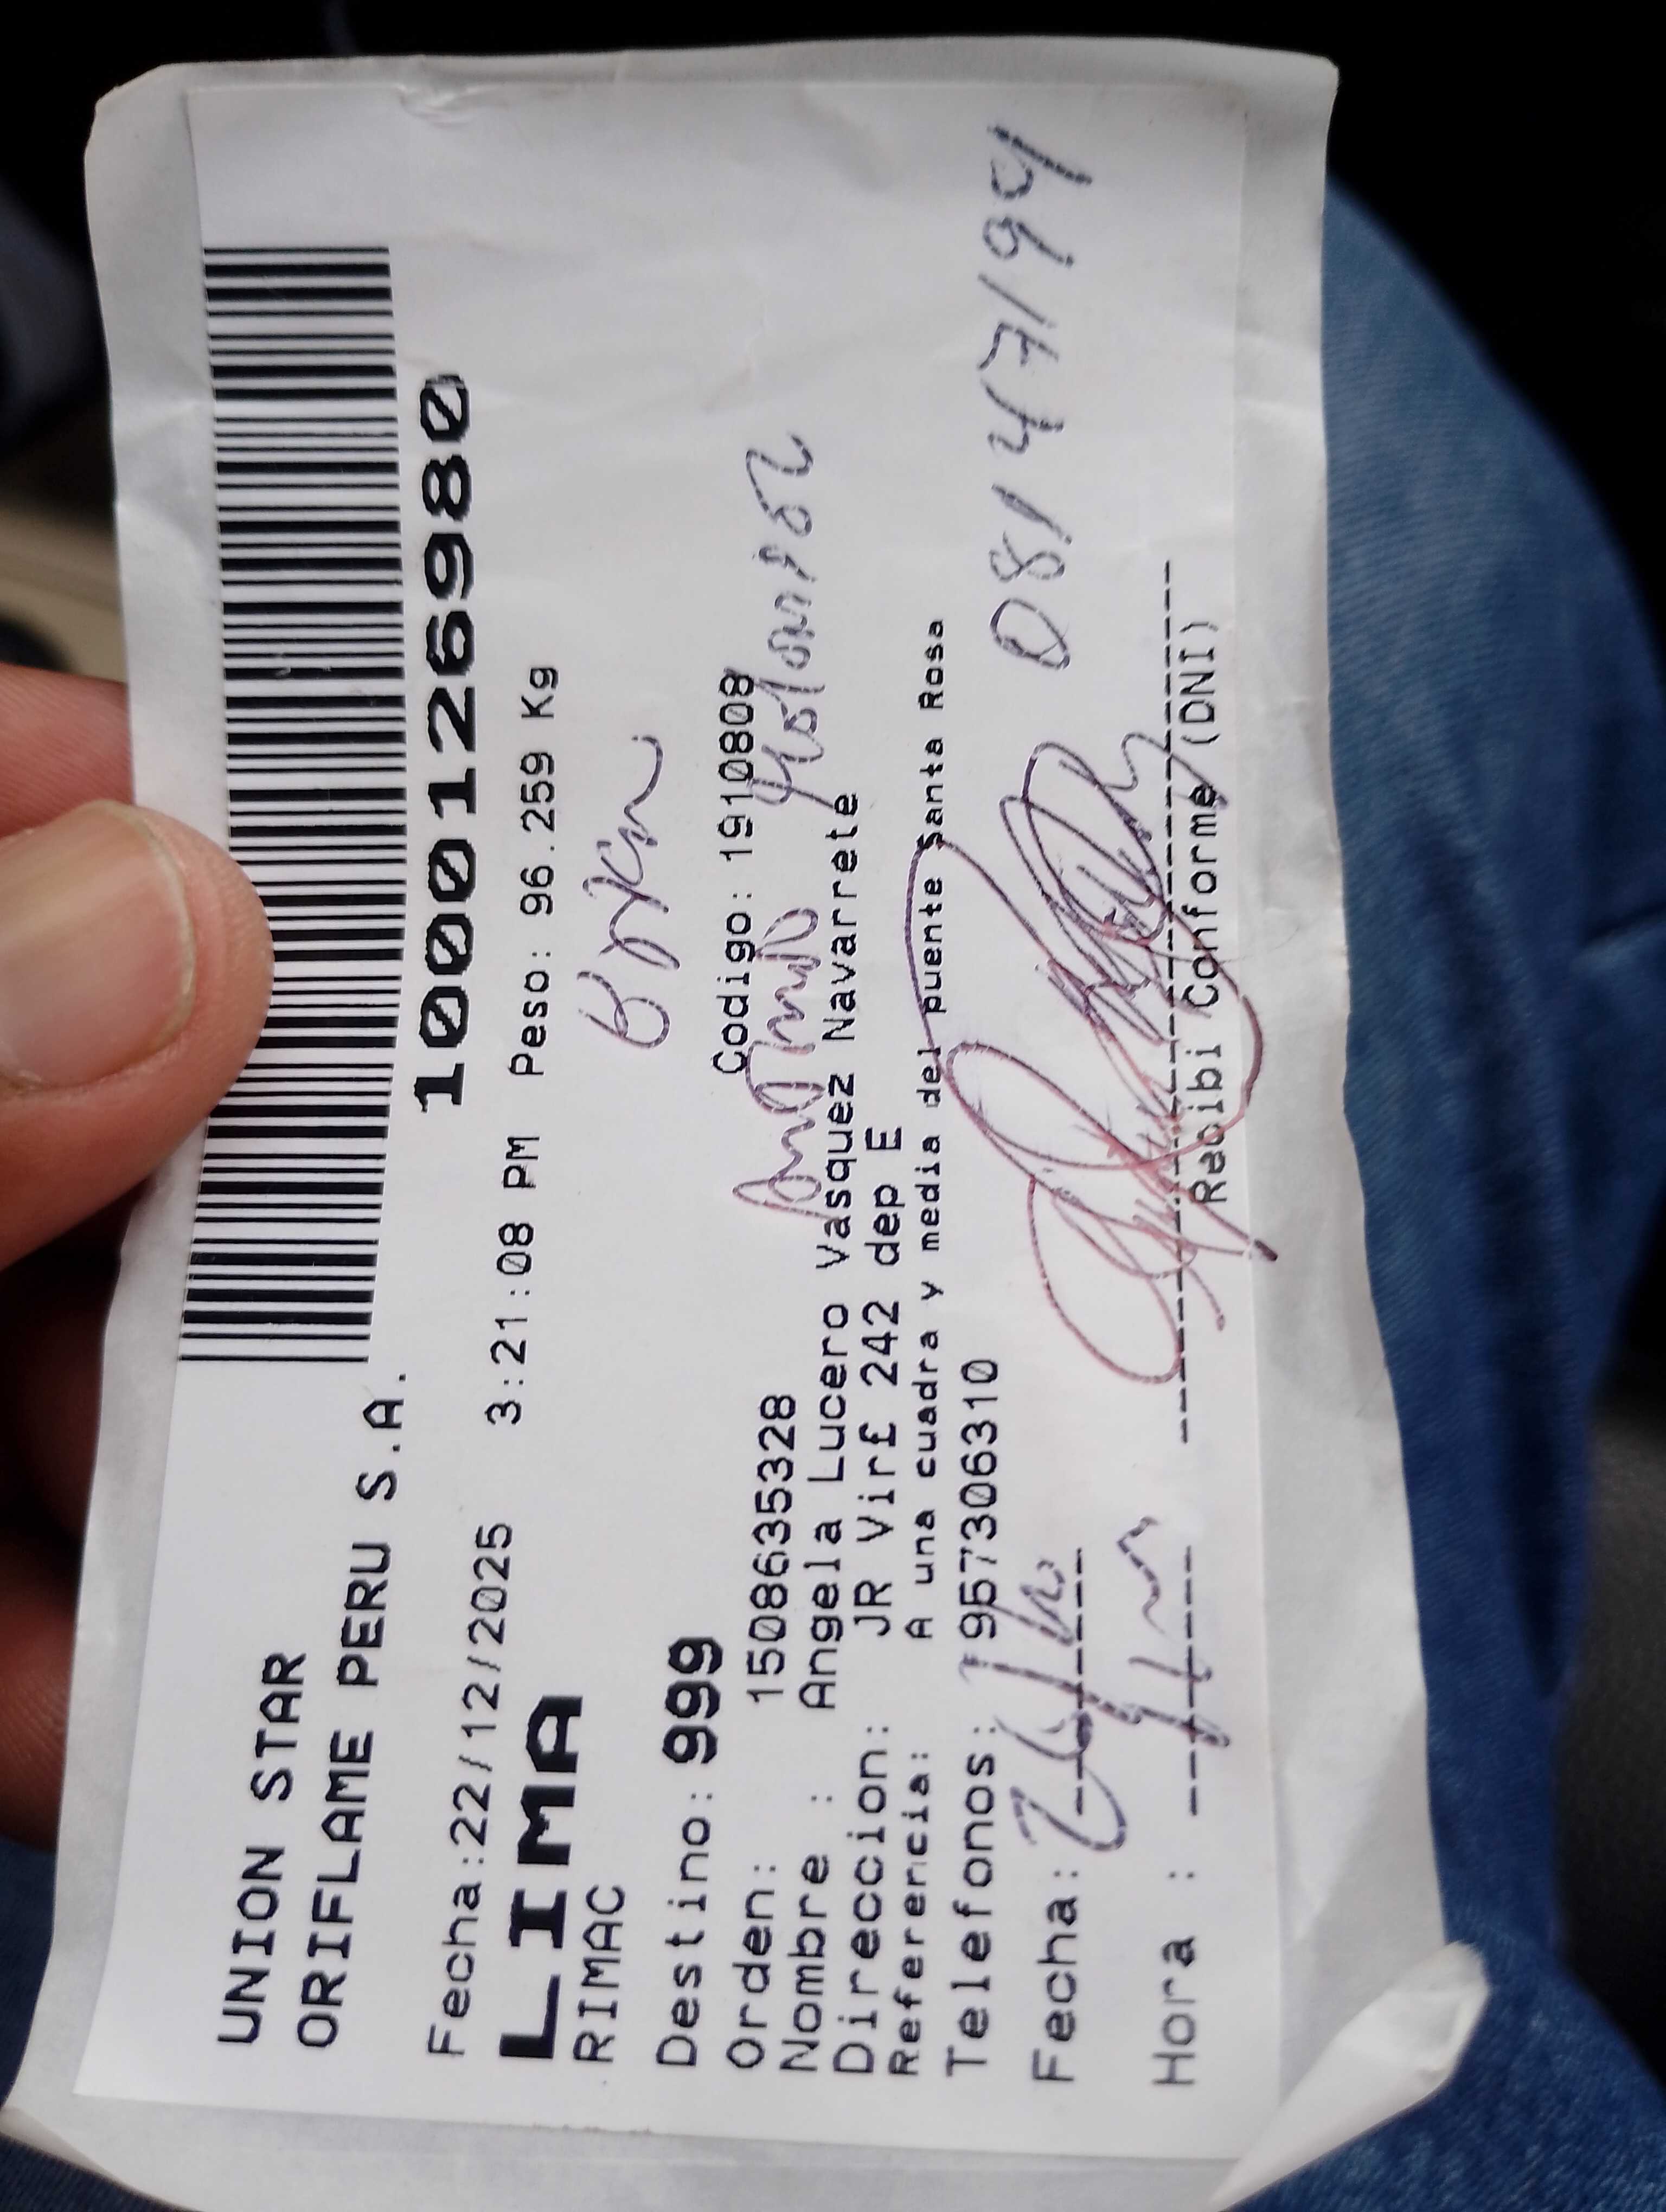 UNION STAR
ORIFLAME PERU S.A.
1000126980
Fecha:22/12/2025 3:21:08 PM Peso: 96.259 Kg
LIMA
RIMAC
Destino: 999
Codigo: 1910808
Orden: 1508635328
Nombre : Angela Lucero Vasquez Navarrete
Direccion: JR Vir£ 242 dep E
Referencia: A una cuadra y media del puente Santa Rosa
Telefonos: 957306310
Fecha:
Hora :
Recibi Conforme (DNI)